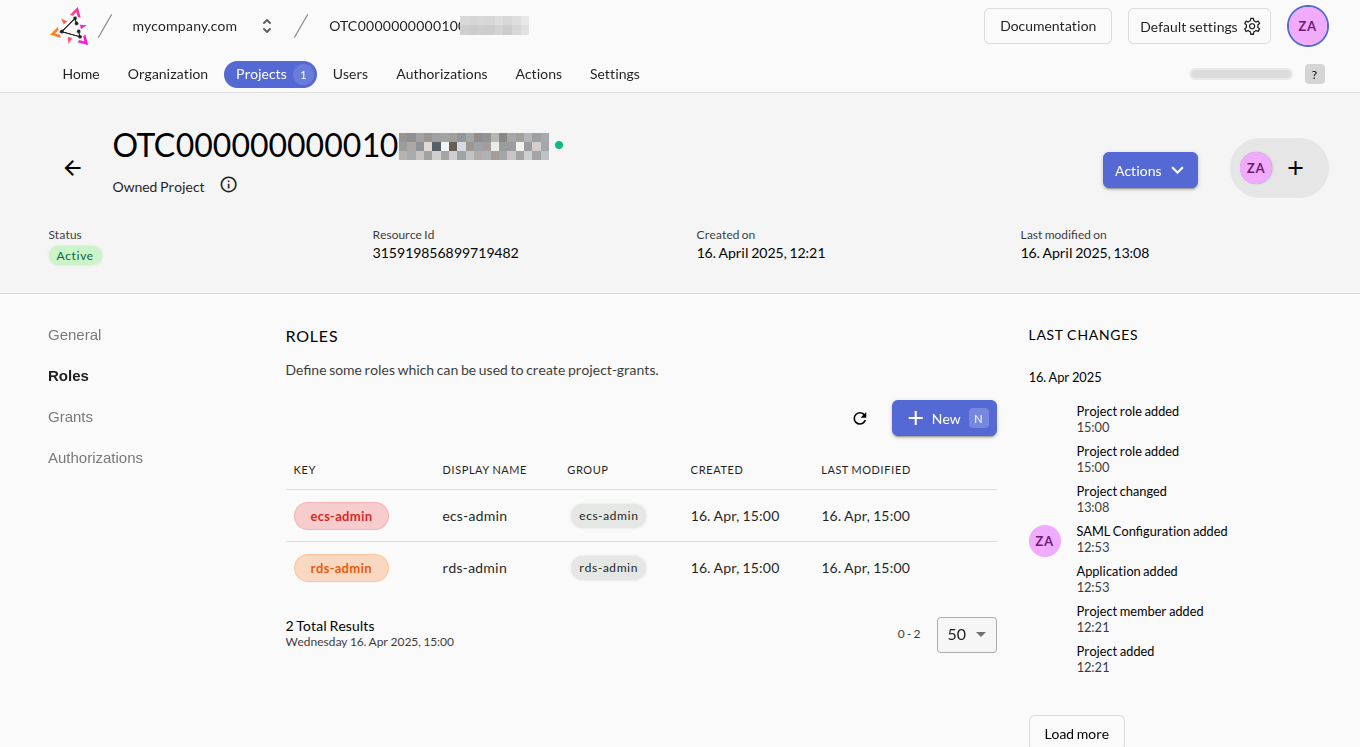 mycompany.com
OTC000000000010
Documentation
Default settings
ZA
Home Organization Projects 1 Users Authorizations Actions Settings
?
OTC000000000010
Owned Project
Actions
ZA
Status
Active
Resource Id
315919856899719482
Created on
16. April 2025, 12:21
Last modified on
16. April 2025, 13:08
General
Roles
Grants
Authorizations
ROLES
Define some roles which can be used to create project-grants.
New N
KEY DISPLAY NAME GROUP CREATED LAST MODIFIED
ecs-admin ecs-admin ecs-admin 16. Apr, 15:00 16. Apr, 15:00
rds-admin rds-admin rds-admin 16. Apr, 15:00 16. Apr, 15:00
2 Total Results
Wednesday 16. Apr 2025, 15:00
0 - 2
50
LAST CHANGES
16. Apr 2025
Project role added
15:00
Project role added
15:00
Project changed
13:08
ZA
SAML Configuration added
12:53
Application added
12:53
Project member added
12:21
Project added
12:21
Load more